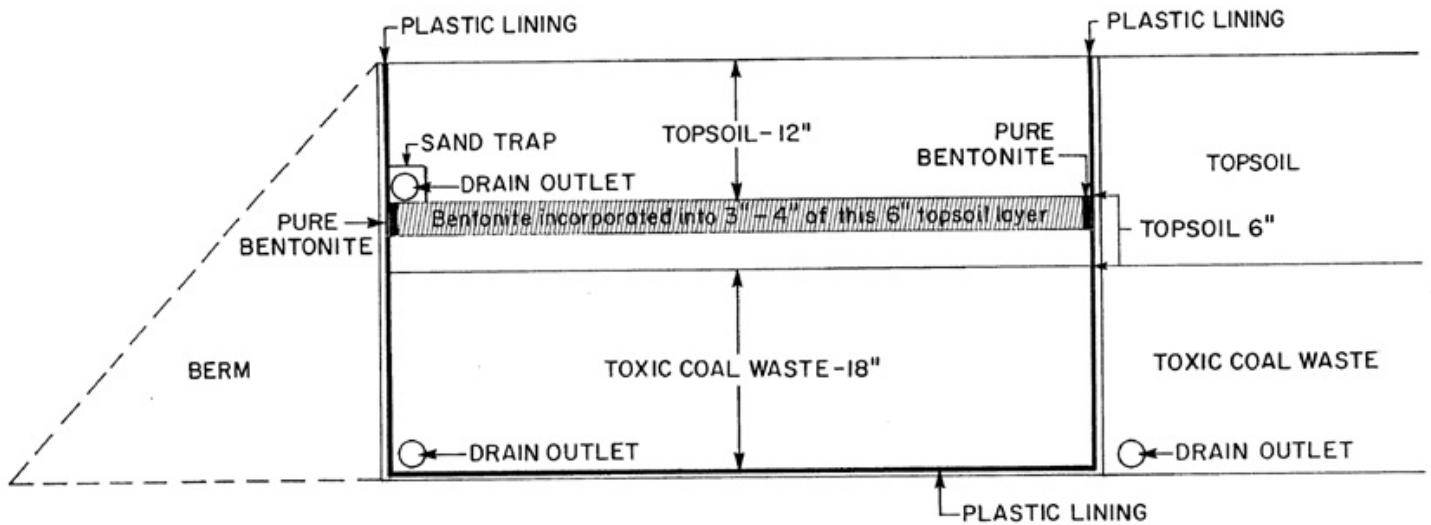 PLASTIC LINING
PLASTIC LINING
TOPSOIL-12"
PURE
BENTONITE
SAND TRAP
TOPSOIL
DRAIN OUTLET
PURE
BENTONITE
Bentonite incorporated into 3"-4" of this 6" topsoil layer
TOPSOIL 6"
BERM
TOXIC COAL WASTE-18"
TOXIC COAL WASTE
DRAIN OUTLET
DRAIN OUTLET
PLASTIC LINING